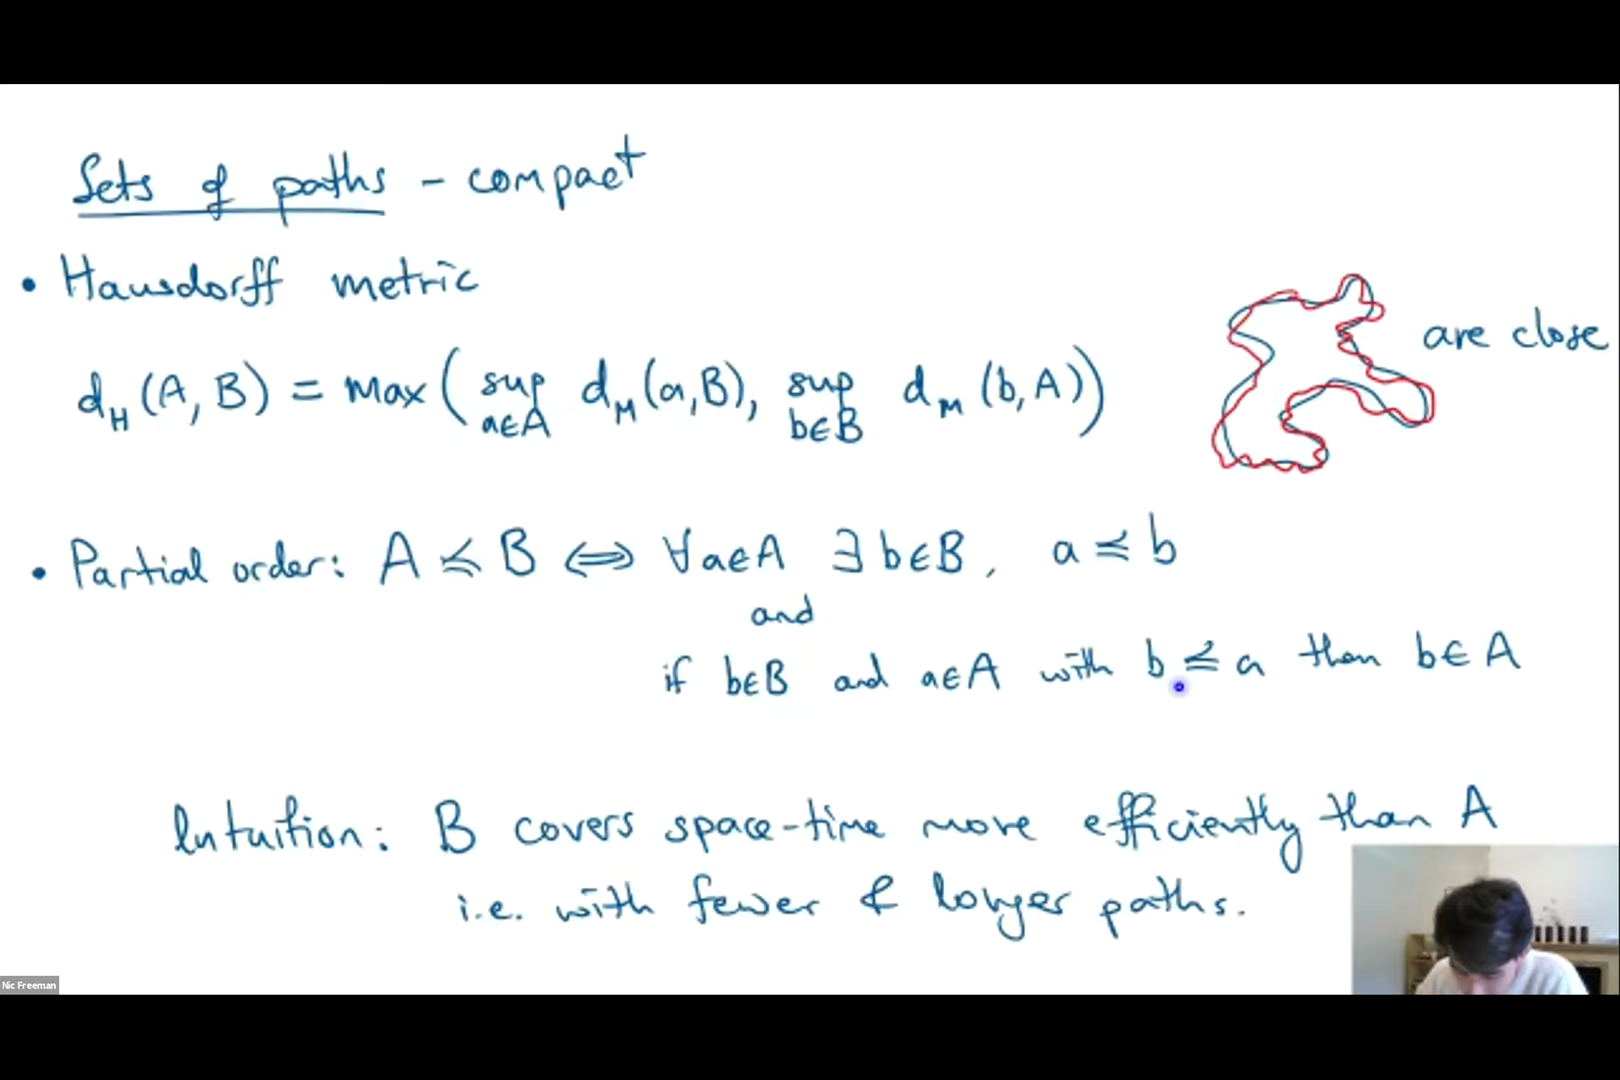 Sets of paths - compact
• Hausdorff metric
are close
d_H (A, B) = max ( sup_{a∈A} d_M (a,B), sup_{b∈B} d_M (b,A) )
• Partial order: A ≼ B ⟺ ∀a∈A ∃ b∈B, a ≼ b
and
if b∈B and a∈A with b ≼ a then b∈A
Intuition: B covers space-time more efficiently than A
i.e. with fewer & longer paths.
Nic Freeman